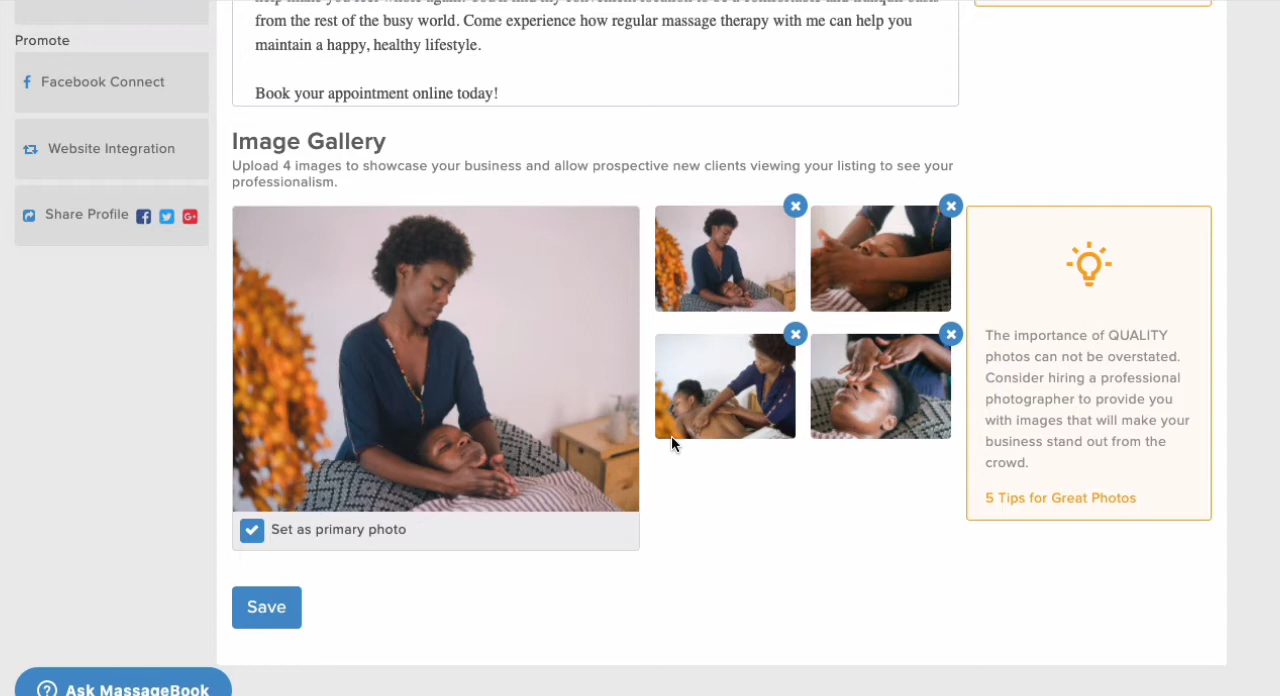 from the rest of the busy world. Come experience how regular massage therapy with me can help you
maintain a happy, healthy lifestyle.
Book your appointment online today!
Promote
Facebook Connect
Website Integration
Share Profile
Image Gallery
Upload 4 images to showcase your business and allow prospective new clients viewing your listing to see your
professionalism.
Set as primary photo
Save
The importance of QUALITY
photos can not be overstated.
Consider hiring a professional
photographer to provide you
with images that will make your
business stand out from the
crowd.
5 Tips for Great Photos
Ask MassageBook